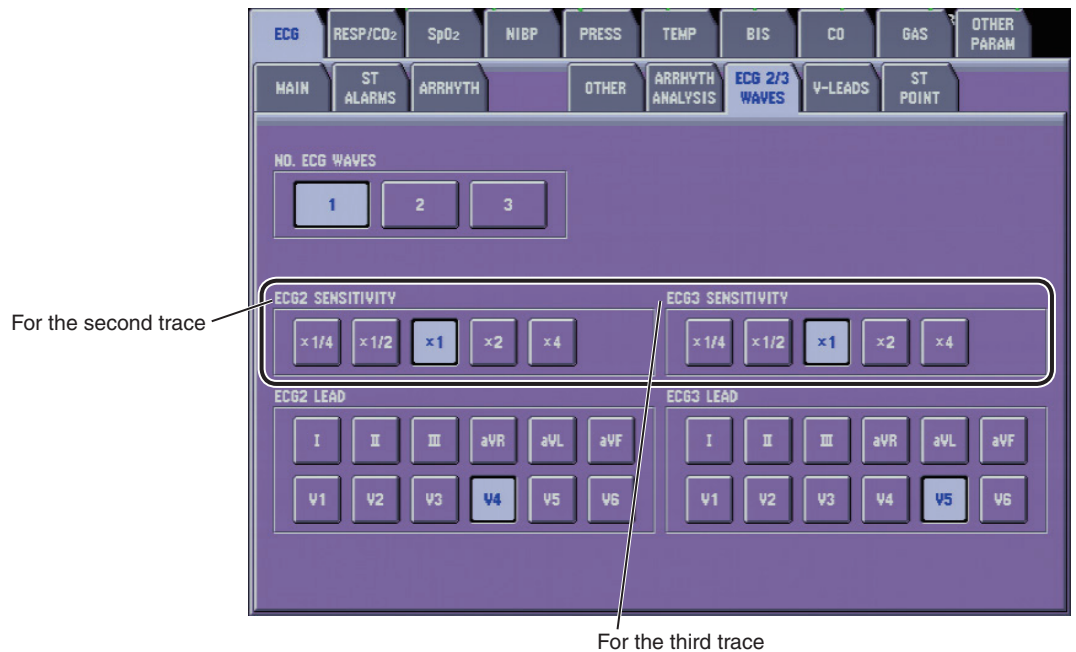 ECG RESP/CO2 SpO2 NIBP PRESS TEMP BIS CO GAS OTHER PARAM
MAIN ST ALARMS ARRHYTH OTHER ARRHYTH ANALYSIS ECG 2/3 WAVES V-LEADS ST POINT
NO. ECG WAVES
1 2 3
ECG2 SENSITIVITY ECG3 SENSITIVITY
For the second trace
×1/4 ×1/2 ×1 ×2 ×4 ×1/4 ×1/2 ×1 ×2 ×4
ECG2 LEAD ECG3 LEAD
I II III aVR aVL aVF I II III aVR aVL aVF
V1 V2 V3 V4 V5 V6 V1 V2 V3 V4 V5 V6
For the third trace